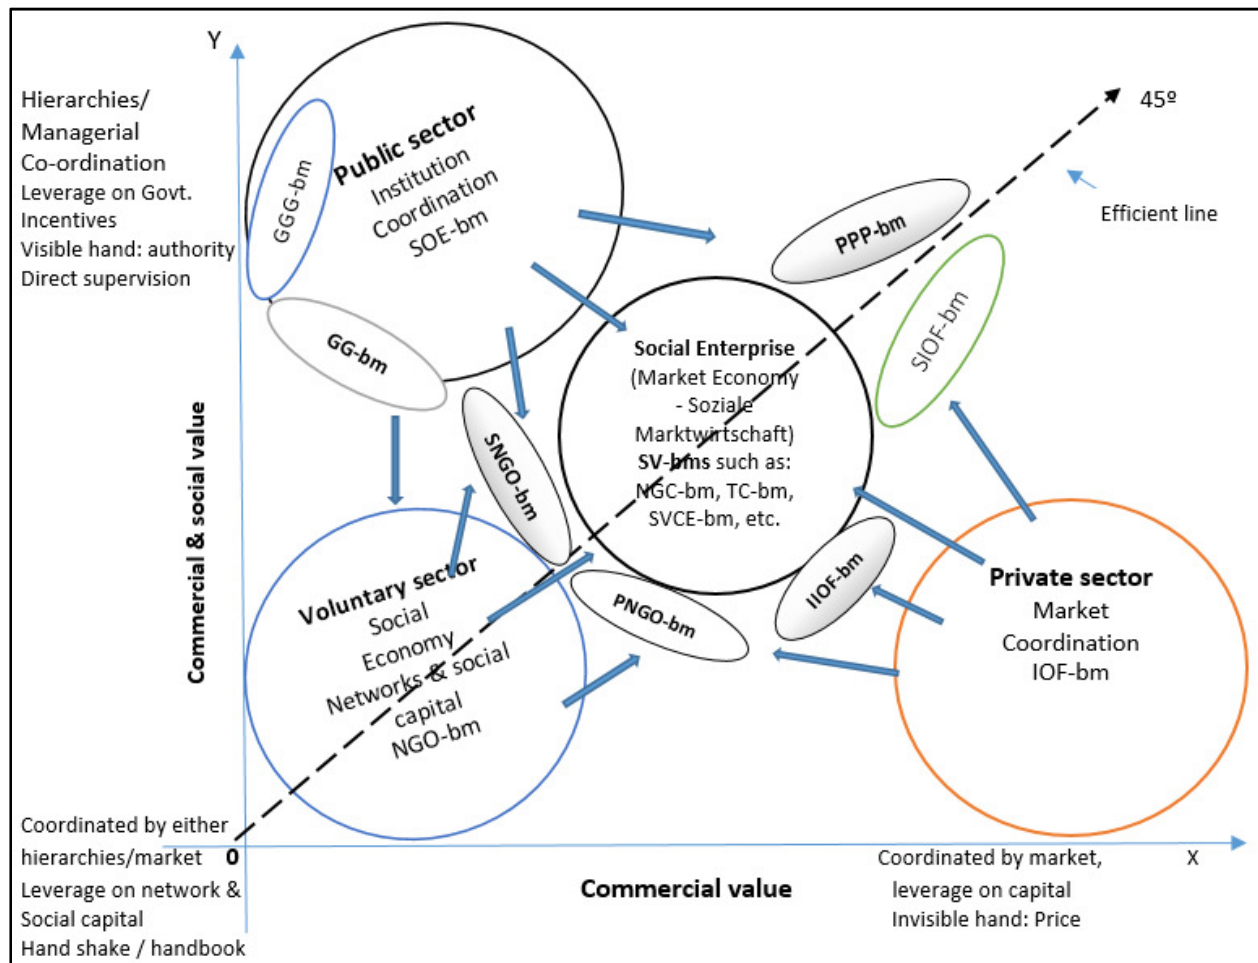 Y
Hierarchies/
Managerial
Co-ordination
Leverage on Govt.
Incentives
Visible hand: authority
Direct supervision
GGG-bm
Public sector
Institution
Coordination
SOE-bm
GG-bm
45º
Efficient line
PPP-bm
SIOF-bm
Social Enterprise
(Market Economy
- Soziale
Marktwirtschaft)
SV-bms such as:
NGC-bm, TC-bm,
SVCE-bm, etc.
SNGO-bm
Commercial & social value
Voluntary sector
Social
Economy
Networks & social
capital
NGO-bm
PNGO-bm
IIOF-bm
Private sector
Market
Coordination
IOF-bm
Coordinated by either
hierarchies/market
Leverage on network &
Social capital
Hand shake / handbook
0
Commercial value
Coordinated by market,
leverage on capital
Invisible hand: Price
X